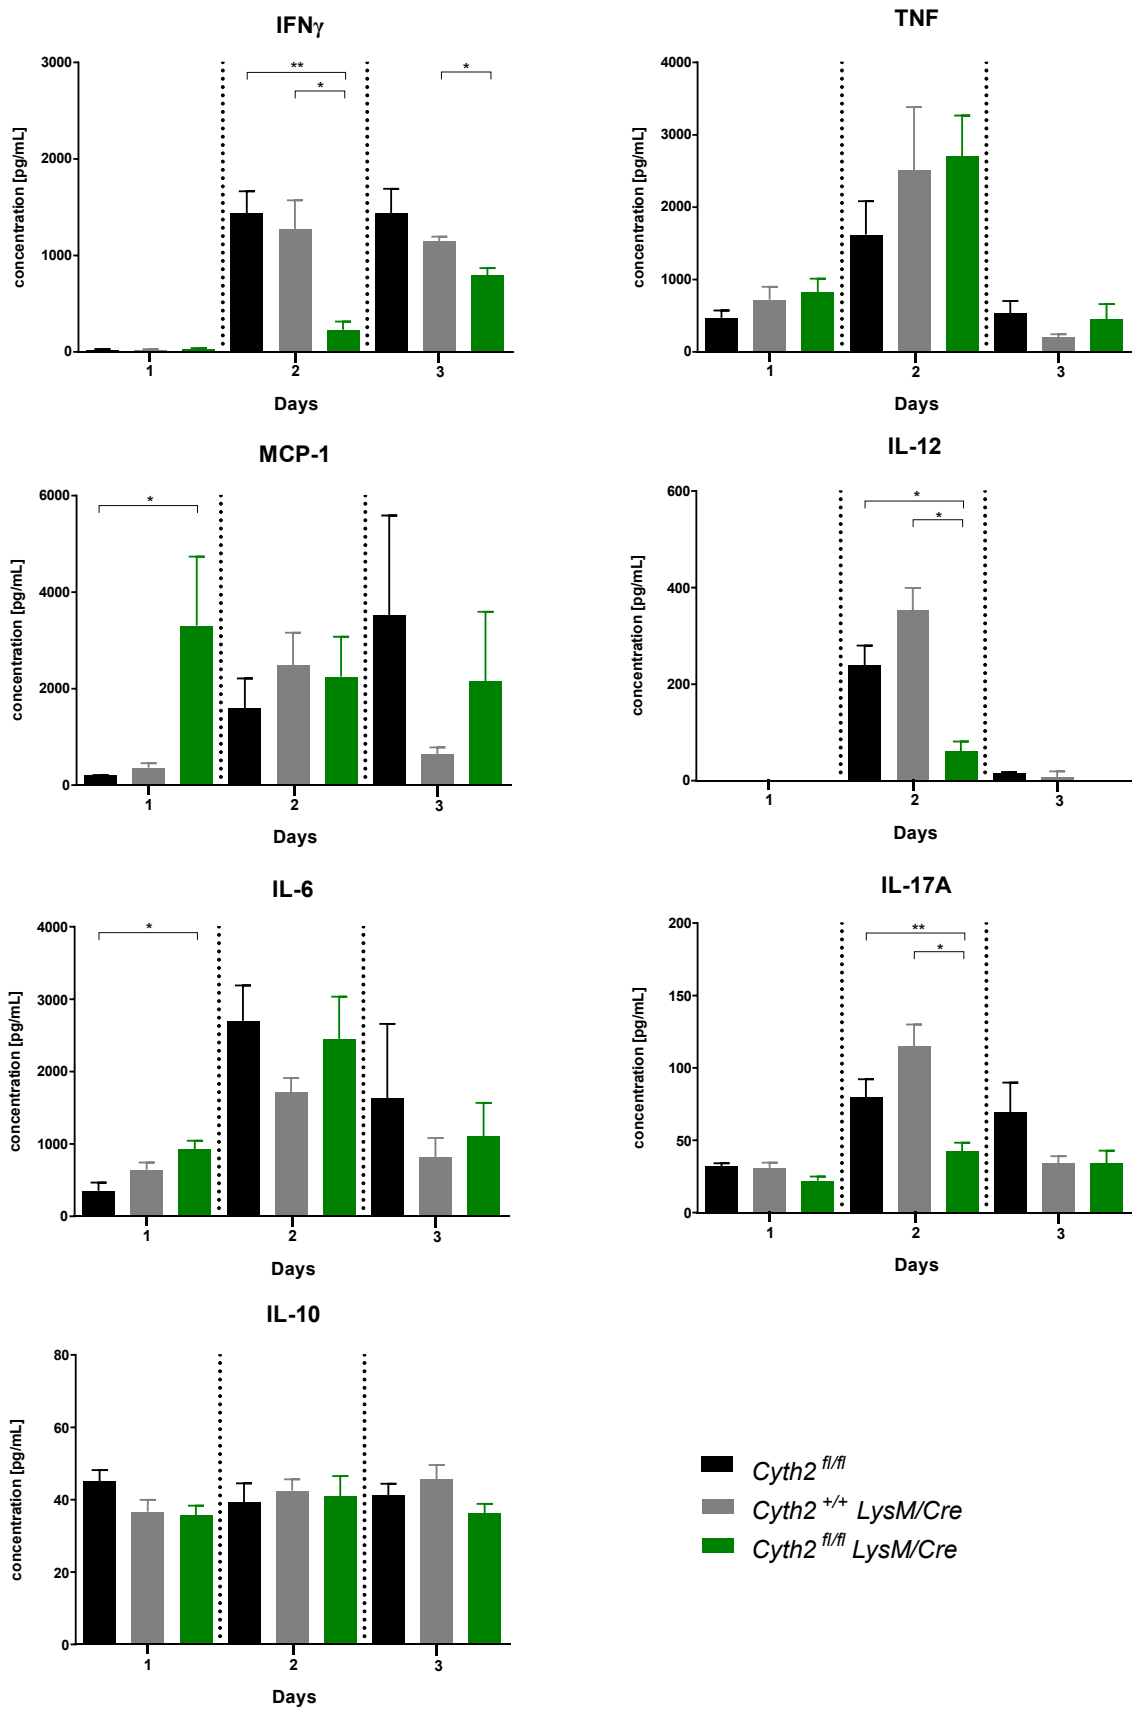 IFNγ
3000
2000
1000
0
concentration [pg/mL]
**
*
*
1
2
3
Days
TNF
4000
3000
2000
1000
0
concentration [pg/mL]
1
2
3
Days
MCP-1
6000
4000
2000
0
concentration [pg/mL]
*
1
2
3
Days
IL-12
600
400
200
0
concentration [pg/mL]
*
*
1
2
3
Days
IL-6
4000
3000
2000
1000
0
concentration [pg/mL]
*
1
2
3
Days
IL-17A
200
150
100
50
0
concentration [pg/mL]
**
*
1
2
3
Days
IL-10
80
60
40
20
0
concentration [pg/mL]
1
2
3
Days
Cyth2 fl/fl
Cyth2 +/+ LysM/Cre
Cyth2 fl/fl LysM/Cre